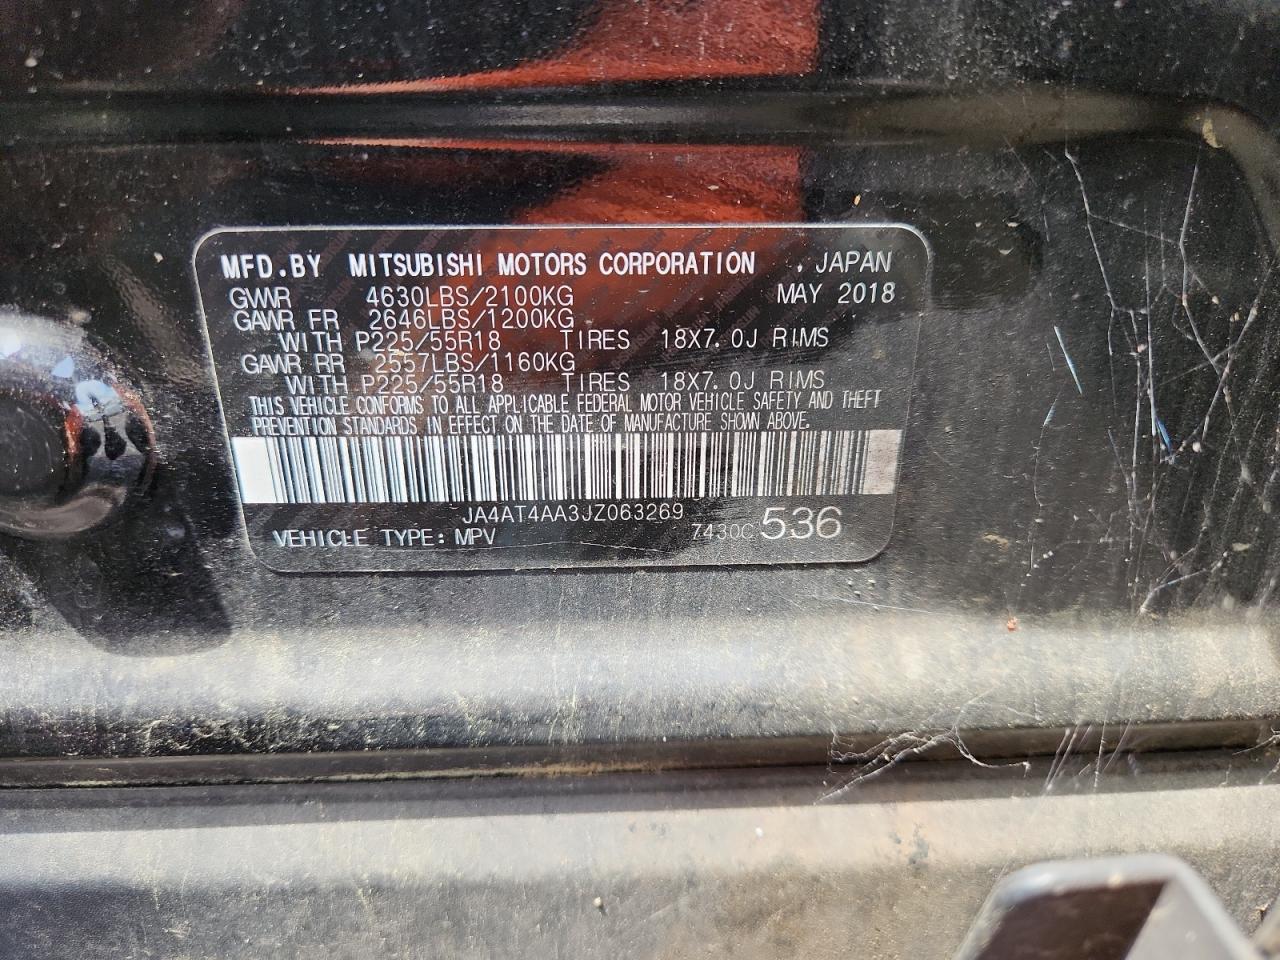 MFD.BY MITSUBISHI MOTORS CORPORATION , JAPAN
GVWR 4630LBS/2100KG MAY 2018
GAWR FR 2646LBS/1200KG
WITH P225/55R18 TIRES 18X7.0J RIMS
GAWR RR 2557LBS/1160KG
WITH P225/55R18 TIRES 18X7.0J RIMS
THIS VEHICLE CONFORMS TO ALL APPLICABLE FEDERAL MOTOR VEHICLE SAFETY AND THEFT
PREVENTION STANDARDS IN EFFECT ON THE DATE OF MANUFACTURE SHOWN ABOVE.
JA4AT4AA3JZ063269
VEHICLE TYPE: MPV 7430C 536